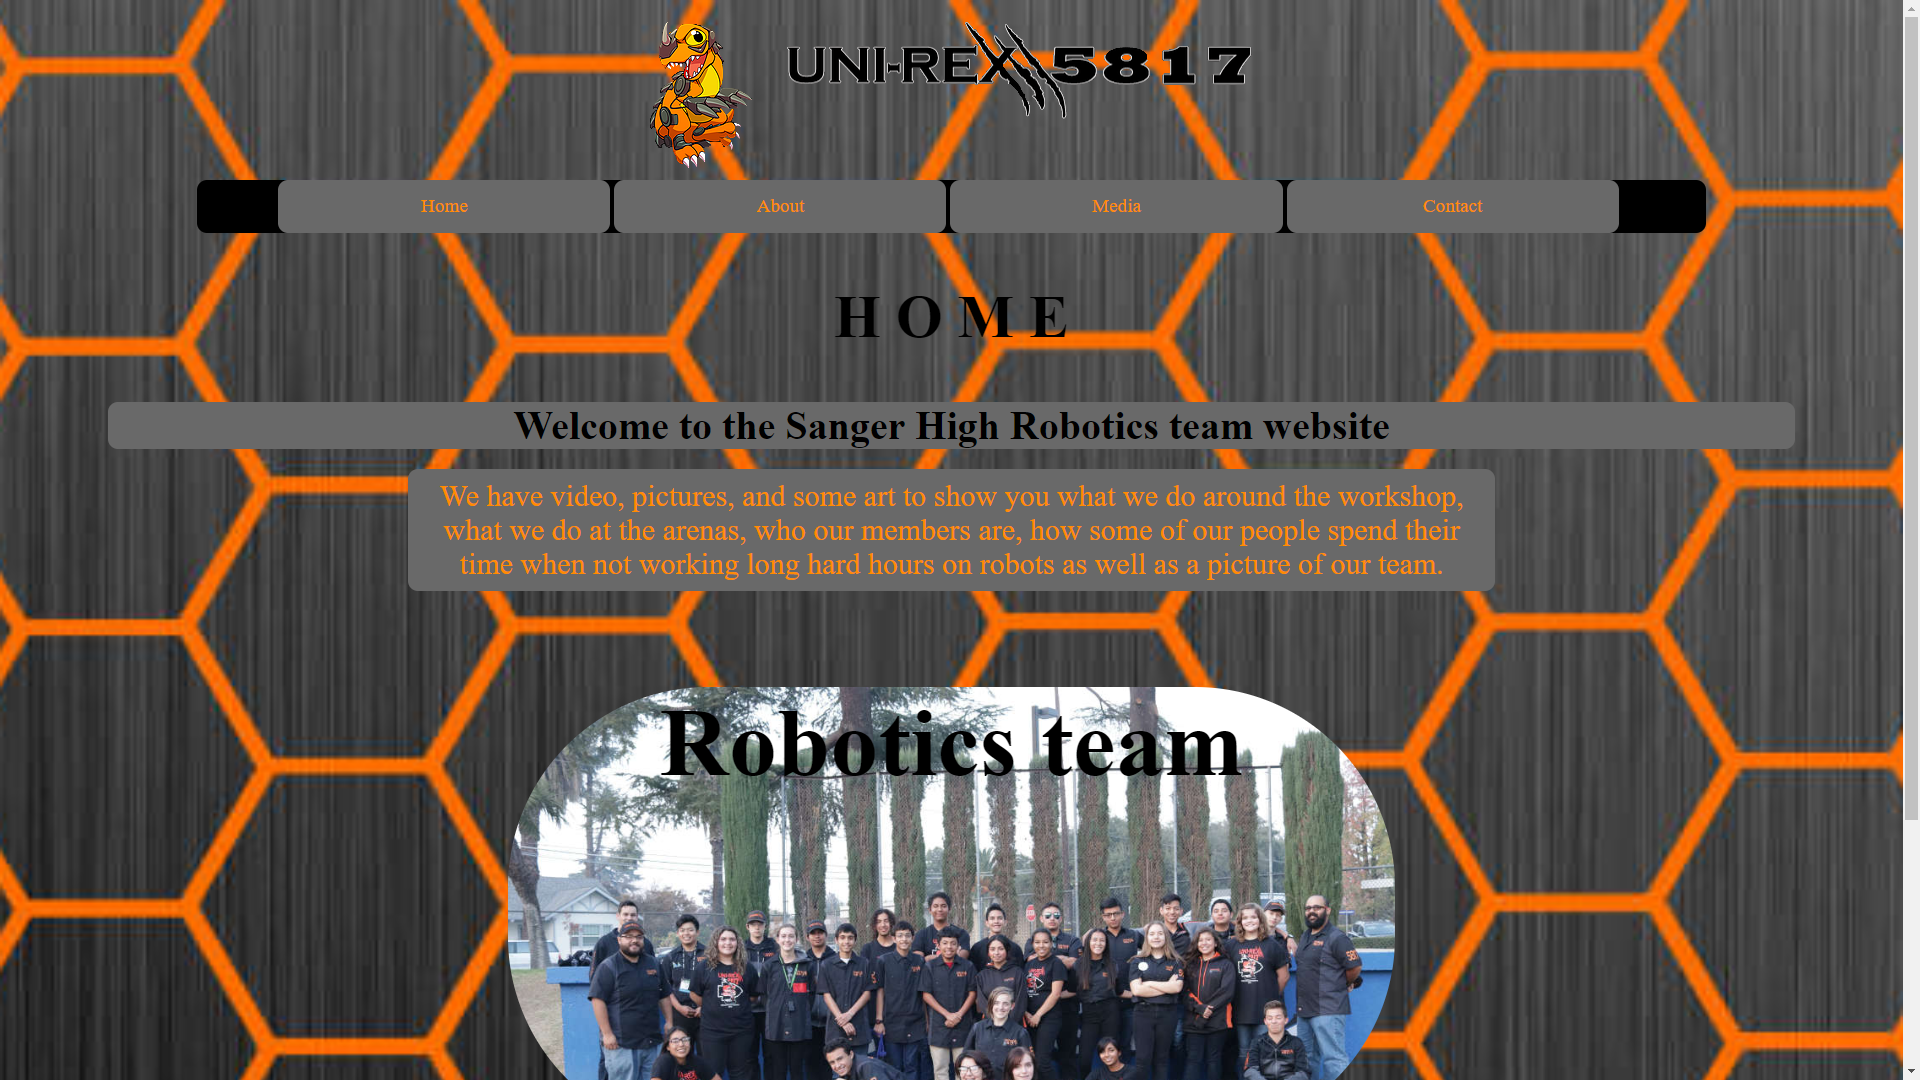 UNI-REX 5817
Home
About
Media
Contact
HOME
Welcome to the Sanger High Robotics team website
We have video, pictures, and some art to show you what we do around the workshop,
what we do at the arenas, who our members are, how some of our people spend their
time when not working long hard hours on robots as well as a picture of our team.
Robotics team